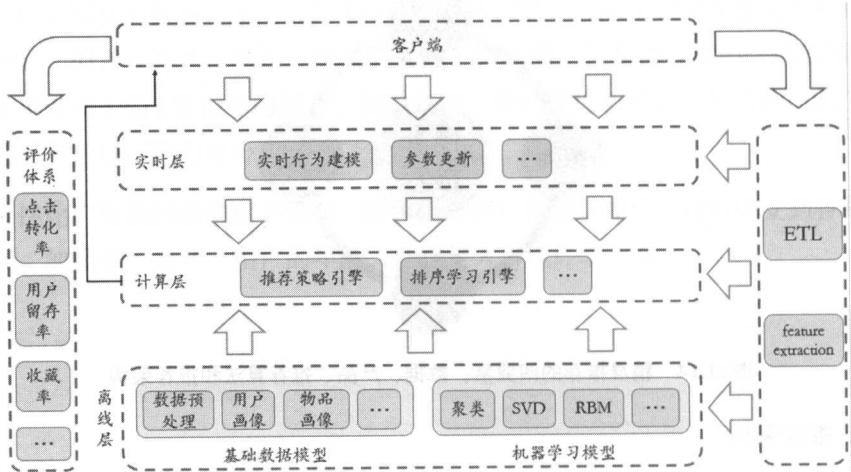 客户端
评价
体系
点击
转化
率
用户
留存
率
收藏
率
…
实时层
实时行为建模
参数更新
…
计算层
推荐策略引擎
排序学习引擎
…
离
线
层
数据预
处理
用户
画像
物品
画像
…
基础数据模型
聚类
SVD
RBM
…
机器学习模型
ETL
feature
extraction